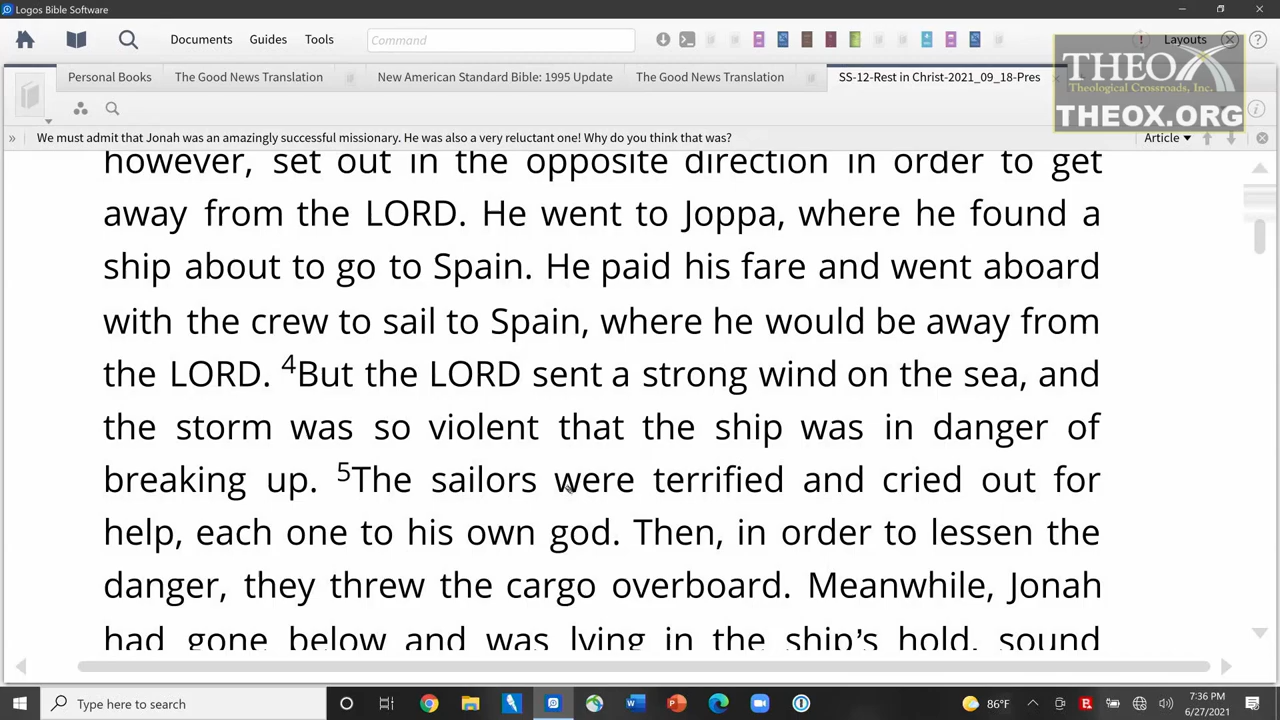 Logos Bible Software
Documents Guides Tools Command Layouts
Personal Books The Good News Translation New American Standard Bible: 1995 Update The Good News Translation SS-12-Rest in Christ-2021_09_18-Pres
THEOX
Theological Crossroads, Inc.
THEOX.ORG
» We must admit that Jonah was an amazingly successful missionary. He was also a very reluctant one! Why do you think that was? Article
however, set out in the opposite direction in order to get
away from the LORD. He went to Joppa, where he found a
ship about to go to Spain. He paid his fare and went aboard
with the crew to sail to Spain, where he would be away from
the LORD. 4But the LORD sent a strong wind on the sea, and
the storm was so violent that the ship was in danger of
breaking up. 5The sailors were terrified and cried out for
help, each one to his own god. Then, in order to lessen the
danger, they threw the cargo overboard. Meanwhile, Jonah
had gone below and was lying in the ship's hold, sound
Type here to search 86°F 7:36 PM
6/27/2021